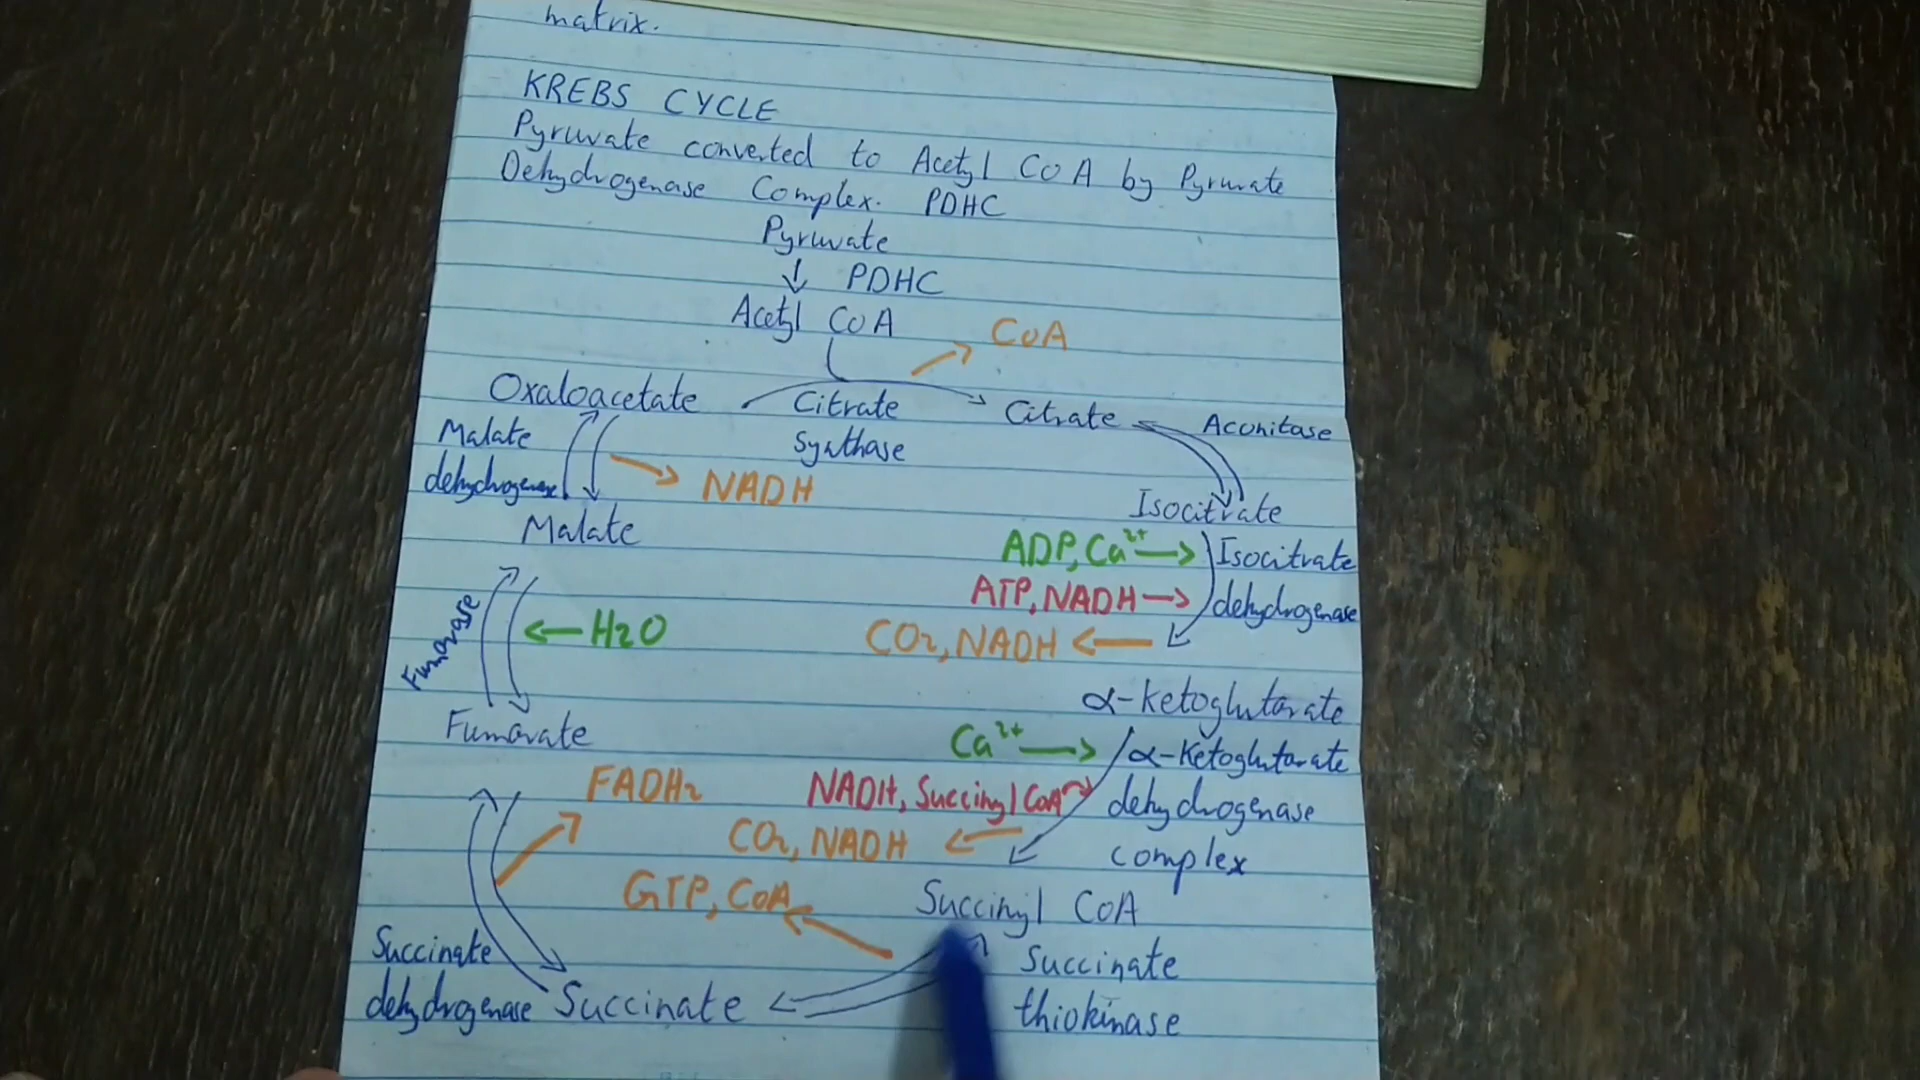 matrix.
KREBS CYCLE
Pyruvate converted to Acetyl CoA by Pyruvate
Dehydrogenase Complex. PDHC
Pyruvate
↓ PDHC
Acetyl CoA
CoA
Oxaloacetate
Citrate
Synthase
Citrate
Aconitase
Malate
dehydrogenase
NADH
Malate
Isocitrate
ADP, Ca²⁺ →
Isocitrate
dehydrogenase
ATP, NADH →
CO₂, NADH ←
Fumarase
← H₂O
Fumarate
α-Ketoglutarate
Ca²⁺ →
α-Ketoglutarate
dehydrogenase
complex
NADH, Succinyl CoA
FADH₂
CO₂, NADH
GTP, CoA
Succinyl CoA
Succinate
thiokinase
Succinate
dehydrogenase
Succinate